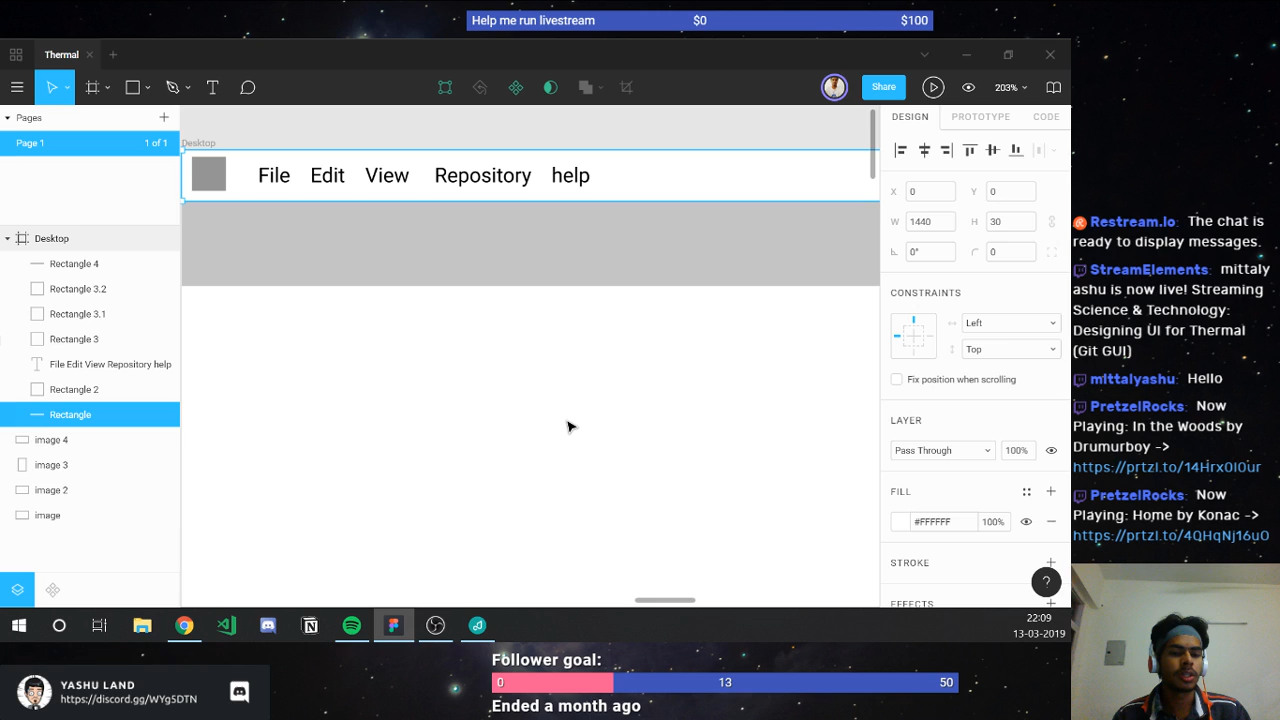 Help me run livestream $0 $100
Thermal
Share
203%
Pages
Page 1 1 of 1
Desktop
Rectangle 4
Rectangle 3.2
Rectangle 3.1
Rectangle 3
File Edit View Repository help
Rectangle 2
Rectangle
image 4
image 3
image 2
image
Desktop
File Edit View Repository help
DESIGN PROTOTYPE CODE
X 0 Y 0
W 1440 H 30
0° 0
CONSTRAINTS
Left
Top
Fix position when scrolling
LAYER
Pass Through 100%
FILL
#FFFFFF 100%
STROKE
EFFECTS
?
Restream.io: The chat is
ready to display messages.
StreamElements: mittaly
ashu is now live! Streaming
Science & Technology:
Designing UI for Thermal
(Git GUI)
mittalyashu: Hello
PretzelRocks: Now
Playing: In the Woods by
Drumurboy ->
https://prtzl.io/14Hrx0l0ur
PretzelRocks: Now
Playing: Home by Konac ->
https://prtzl.io/4QHqNj16uO
22:09
13-03-2019
YASHU LAND
https://discord.gg/WYg5DTN
Follower goal:
0 13 50
Ended a month ago